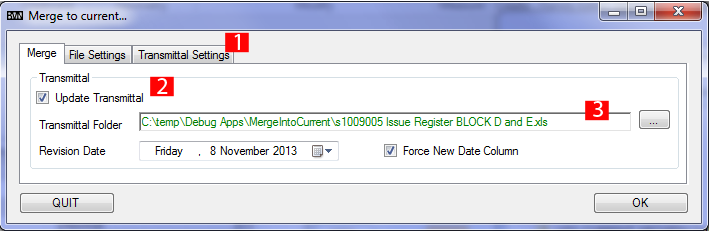 BMN Merge to current...
1
Merge File Settings Transmittal Settings
Transmittal
2
Update Transmittal
3
Transmittal Folder C:\temp\Debug Apps\MergeIntoCurrent\s1009005 Issue Register BLOCK D and E.xls ...
Revision Date Friday , 8 November 2013 Force New Date Column
QUIT OK